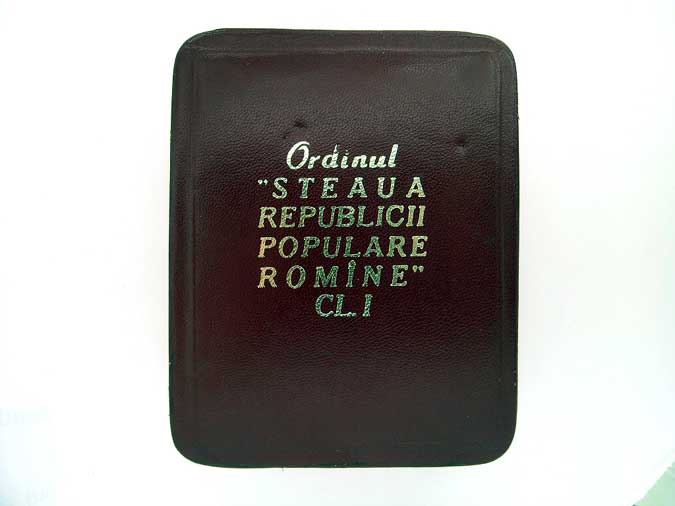 Ordinul
"STEAUA
REPUBLICII
POPULARE
ROMÎNE"
CL. I